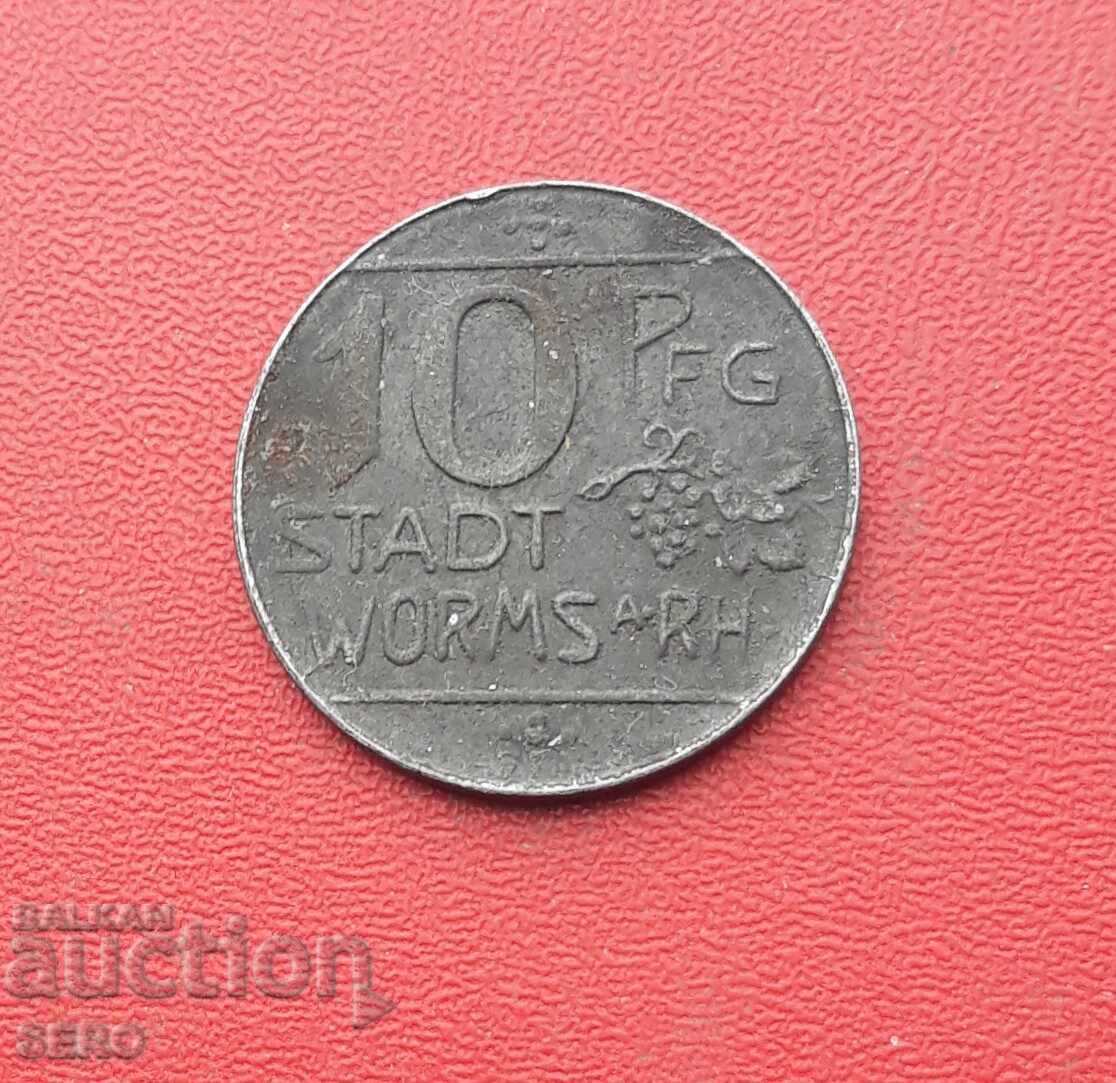 10 PFG
STADT
WORMS A·RH
BALKAN
auction
SERO